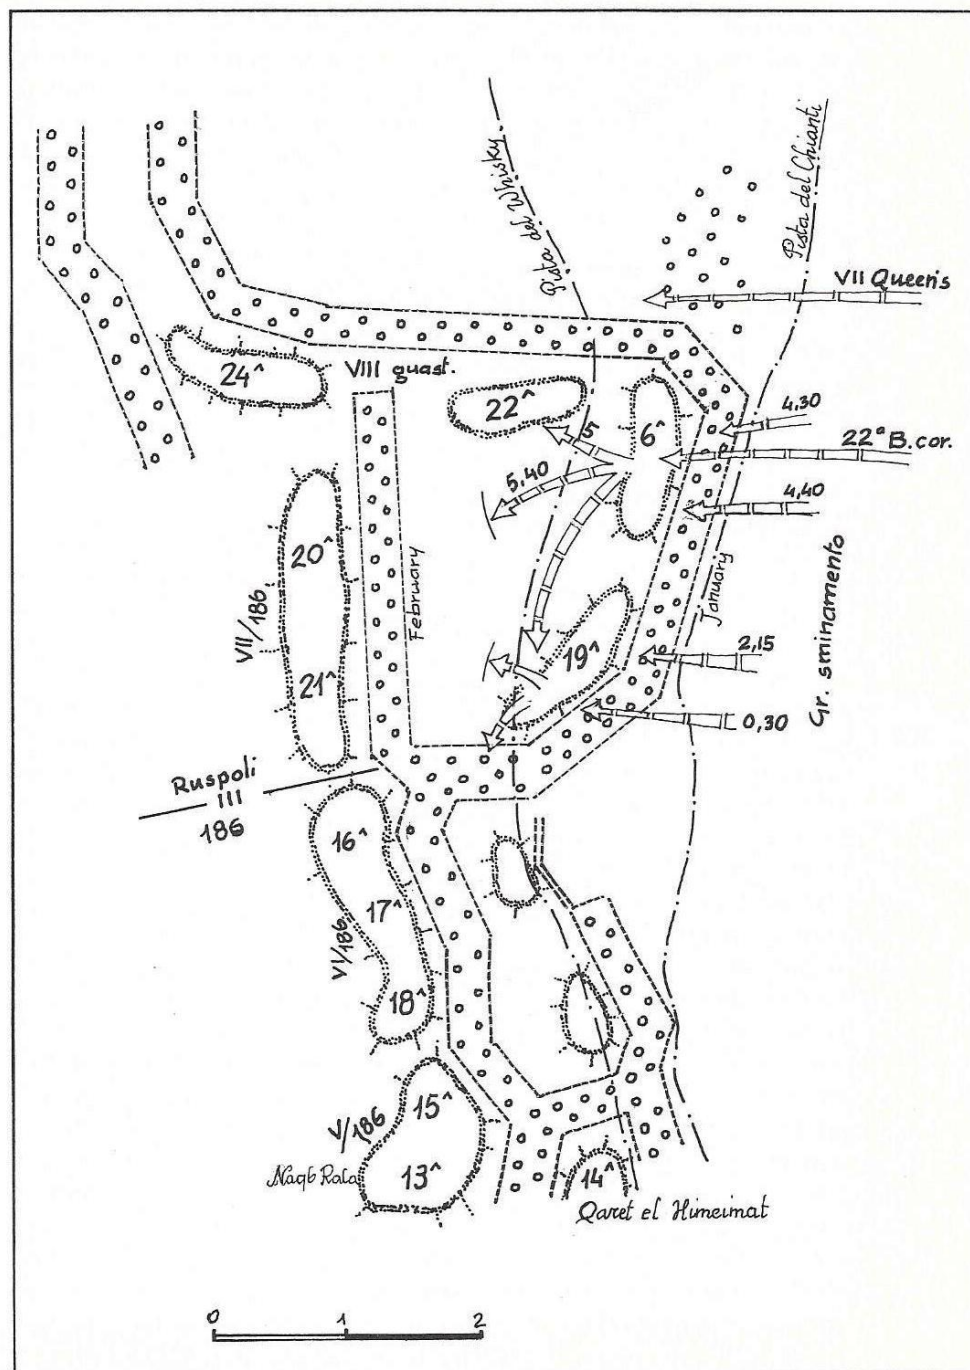 Pista del Whisky.
Pista del Chianti
VII Queen's
24^
VIII guast.
22^
6^
4,30
5
22ª B. cor.
5,40
4,40
20^
February
January
Gr. sminamento
VII/186
19^
2,15
21^
0,30
Ruspoli
III
186
16^
17^
VI/186
18^
15^
V/186
Naqb Rala
13^
14^
Qaret el Himeimat
0 1 2